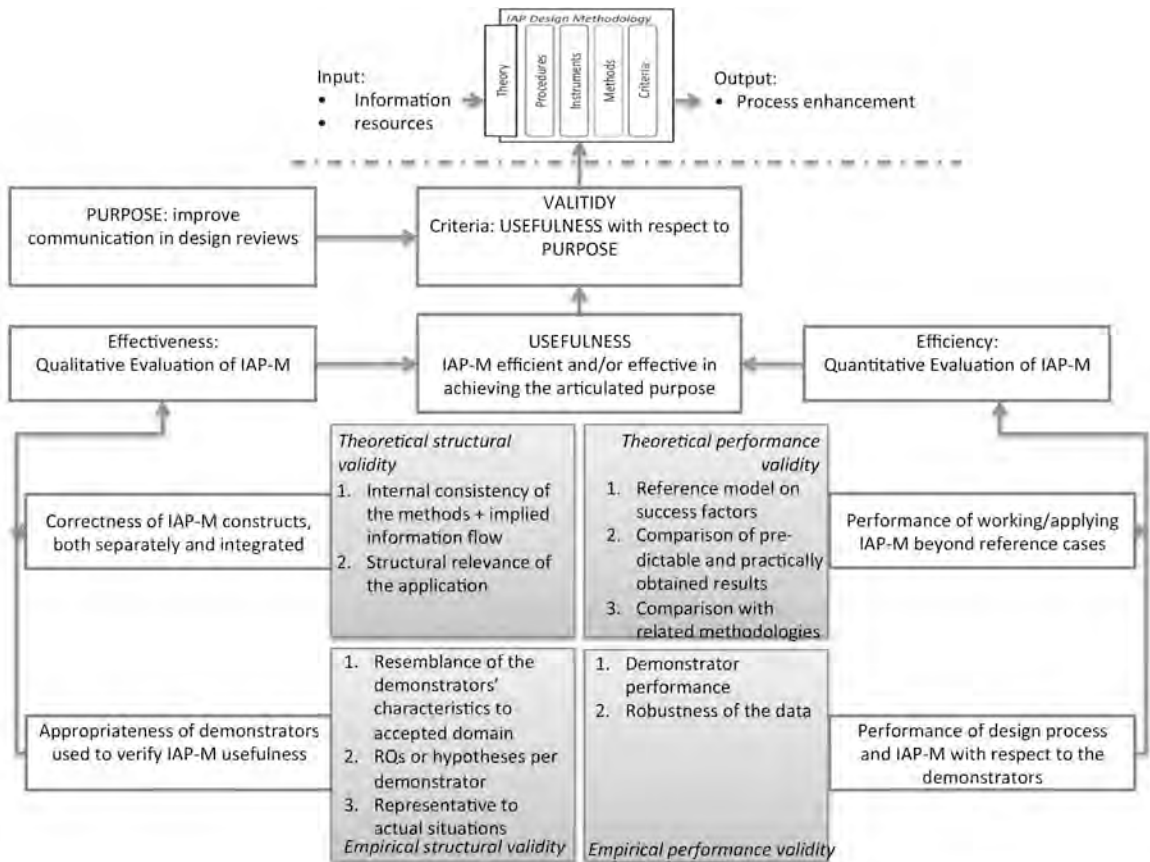 IAP Design Methodology
Theory
Procedures
Instruments
Methods
Criteria
Input:
• Information
• resources
Output:
• Process enhancement
PURPOSE: improve
communication in design reviews
VALITIDY
Criteria: USEFULNESS with respect to
PURPOSE
Effectiveness:
Qualitative Evaluation of IAP-M
USEFULNESS
IAP-M efficient and/or effective in
achieving the articulated purpose
Efficiency:
Quantitative Evaluation of IAP-M
Correctness of IAP-M constructs,
both separately and integrated
Theoretical structural
validity
1. Internal consistency of
the methods + implied
information flow
2. Structural relevance of
the application
Theoretical performance
validity
1. Reference model on
success factors
2. Comparison of pre-
dictable and practically
obtained results
3. Comparison with
related methodologies
Performance of working/applying
IAP-M beyond reference cases
Appropriateness of demonstrators
used to verify IAP-M usefulness
1. Resemblance of the
demonstrators'
characteristics to
accepted domain
2. RQs or hypotheses per
demonstrator
3. Representative to
actual situations
Empirical structural validity
1. Demonstrator
performance
2. Robustness of the data
Empirical performance validity
Performance of design process
and IAP-M with respect to the
demonstrators